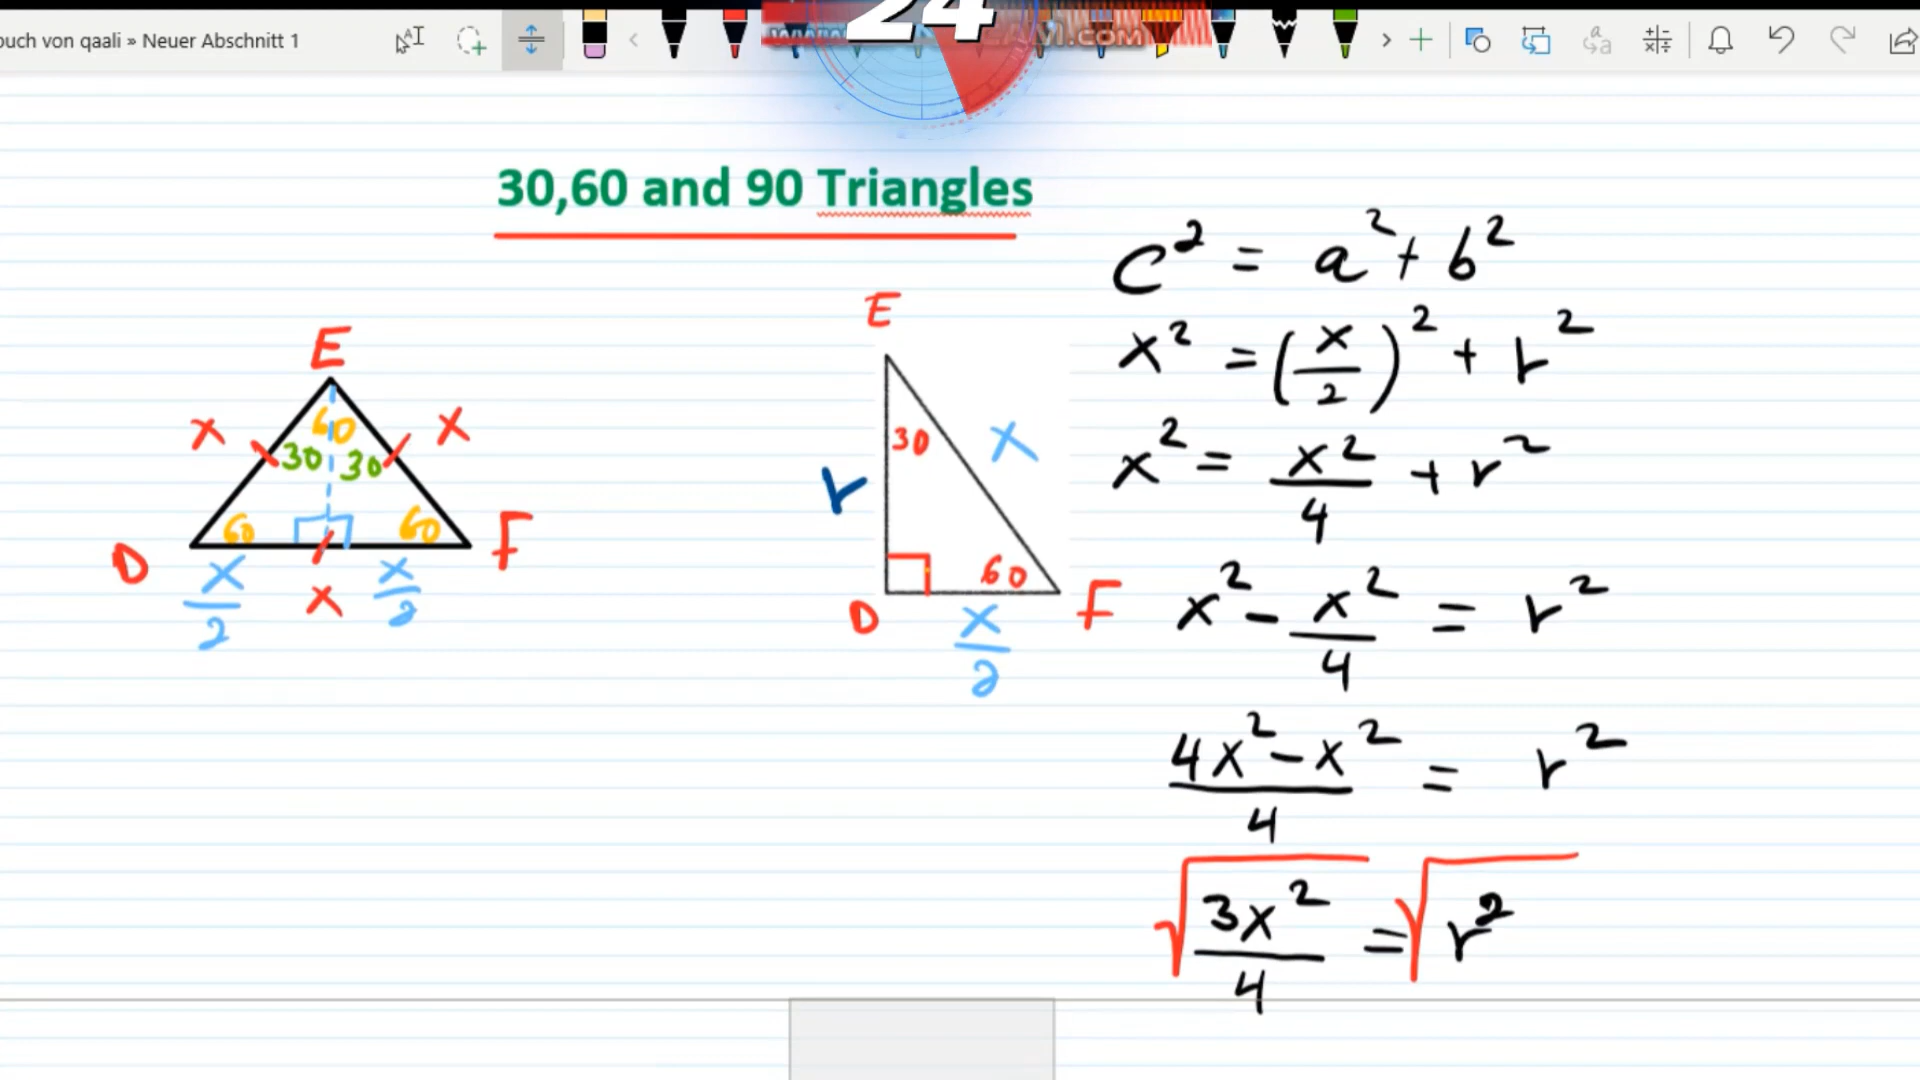 ouch von qaali » Neuer Abschnitt 1
24
30,60 and 90 Triangles
E
x x
60
30 30
60 60
D F
x/2 x x/2
E
30
x
r
60
D F
x/2
c² = a² + b²
x² = (x/2)² + r²
x² = x²/4 + r²
x² - x²/4 = r²
4x² - x²/4 = r²
√3x²/4 = √r²